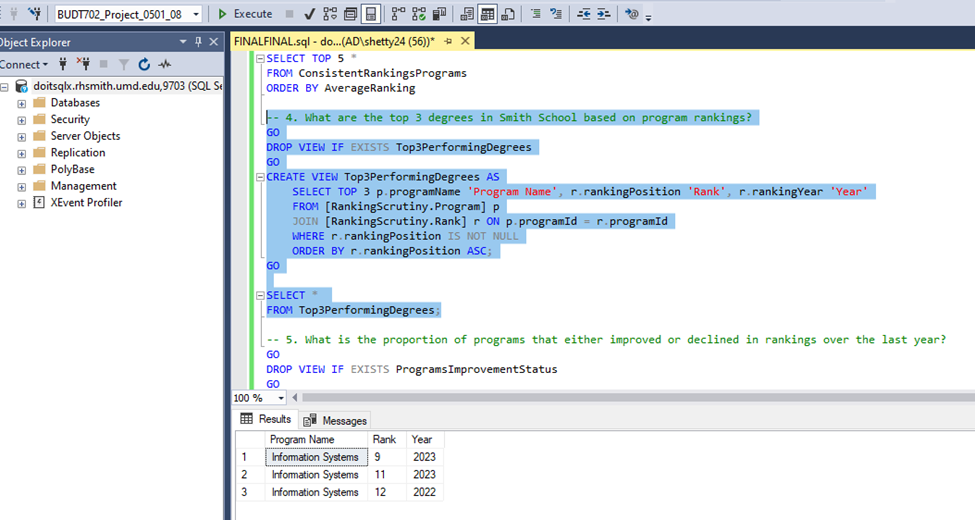 BUDT702_Project_0501_08
Execute
Object Explorer
FINALFINAL.sql - do...(AD\shetty24 (56))*
Connect
doitsqlx.rhsmith.umd.edu,9703 (SQL Se
Databases
Security
Server Objects
Replication
PolyBase
Management
XEvent Profiler
SELECT TOP 5 *
FROM ConsistentRankingsPrograms
ORDER BY AverageRanking
-- 4. What are the top 3 degrees in Smith School based on program rankings?
GO
DROP VIEW IF EXISTS Top3PerformingDegrees
GO
CREATE VIEW Top3PerformingDegrees AS
SELECT TOP 3 p.programName 'Program Name', r.rankingPosition 'Rank', r.rankingYear 'Year'
FROM [RankingScrutiny.Program] p
JOIN [RankingScrutiny.Rank] r ON p.programId = r.programId
WHERE r.rankingPosition IS NOT NULL
ORDER BY r.rankingPosition ASC;
GO
SELECT *
FROM Top3PerformingDegrees;
-- 5. What is the proportion of programs that either improved or declined in rankings over the last year?
GO
DROP VIEW IF EXISTS ProgramsImprovementStatus
GO
100 %
Results Messages
Program Name Rank Year
1 Information Systems 9 2023
2 Information Systems 11 2023
3 Information Systems 12 2022